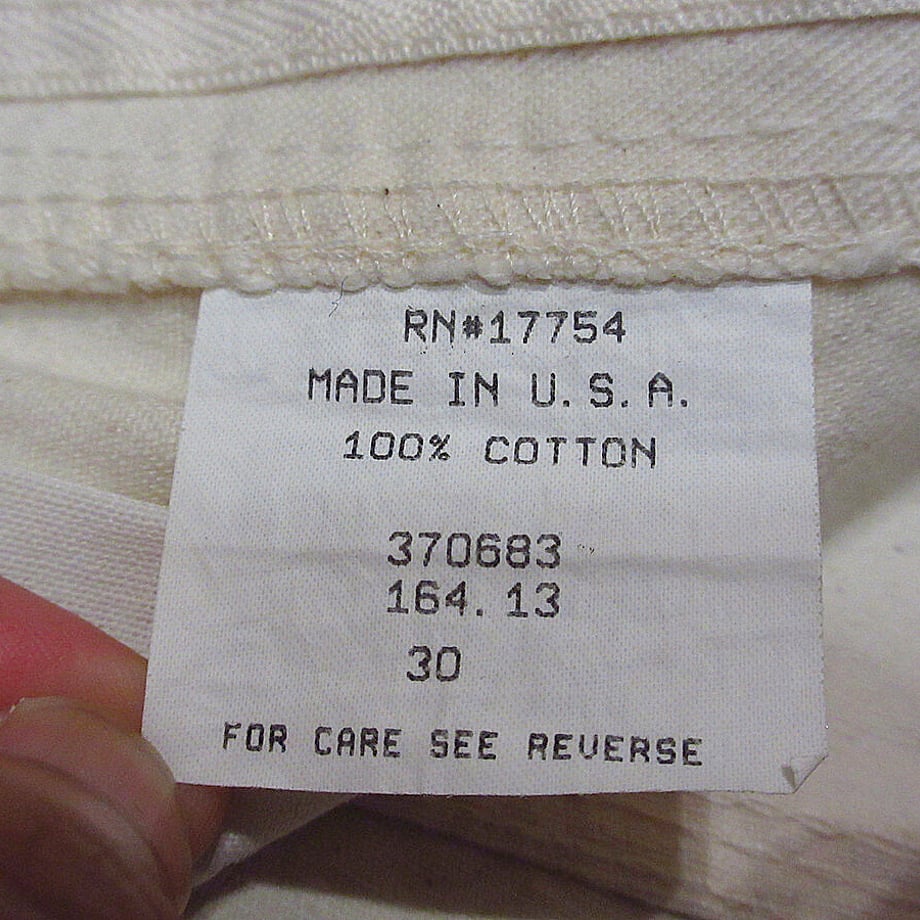 RN#17754
MADE IN U.S.A.
100% COTTON
370683
164.13
30
FOR CARE SEE REVERSE